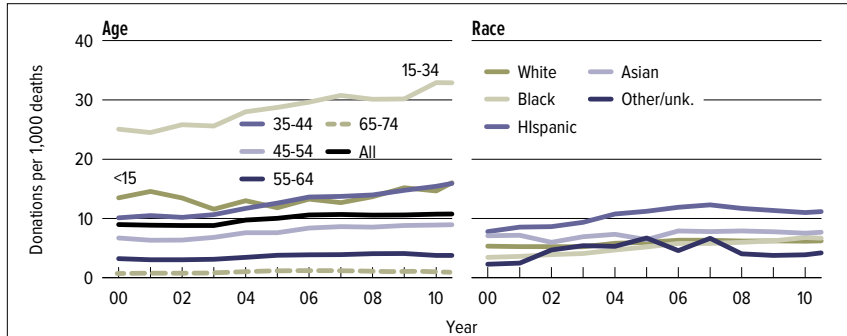 Age
Race
Donations per 1,000 deaths
40
30
20
10
0
15-34
<15
35-44
45-54
55-64
65-74
All
White
Black
HIspanic
Asian
Other/unk.
00 02 04 06 08 10
00 02 04 06 08 10
Year